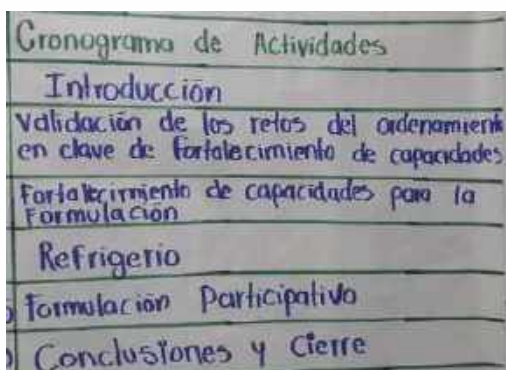 Cronograma de Actividades
Introducción
Validación de los retos del ordenamient
en clave de fortalecimiento de capacidades
Fortalecimiento de capacidades para la
Formulación
Refrigerio
Formulación Participativa
Conclusiones y Cierre